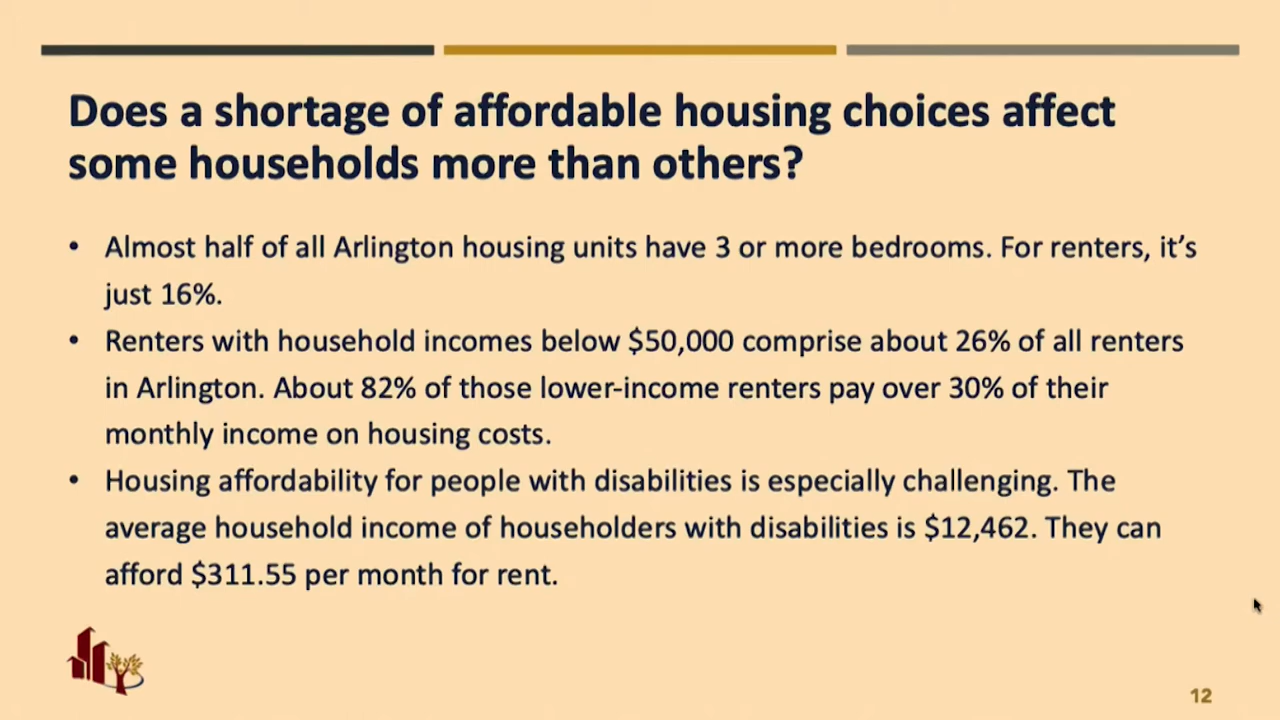 Does a shortage of affordable housing choices affect
some households more than others?
• Almost half of all Arlington housing units have 3 or more bedrooms. For renters, it’s
just 16%.
• Renters with household incomes below $50,000 comprise about 26% of all renters
in Arlington. About 82% of those lower-income renters pay over 30% of their
monthly income on housing costs.
• Housing affordability for people with disabilities is especially challenging. The
average household income of householders with disabilities is $12,462. They can
afford $311.55 per month for rent.
12